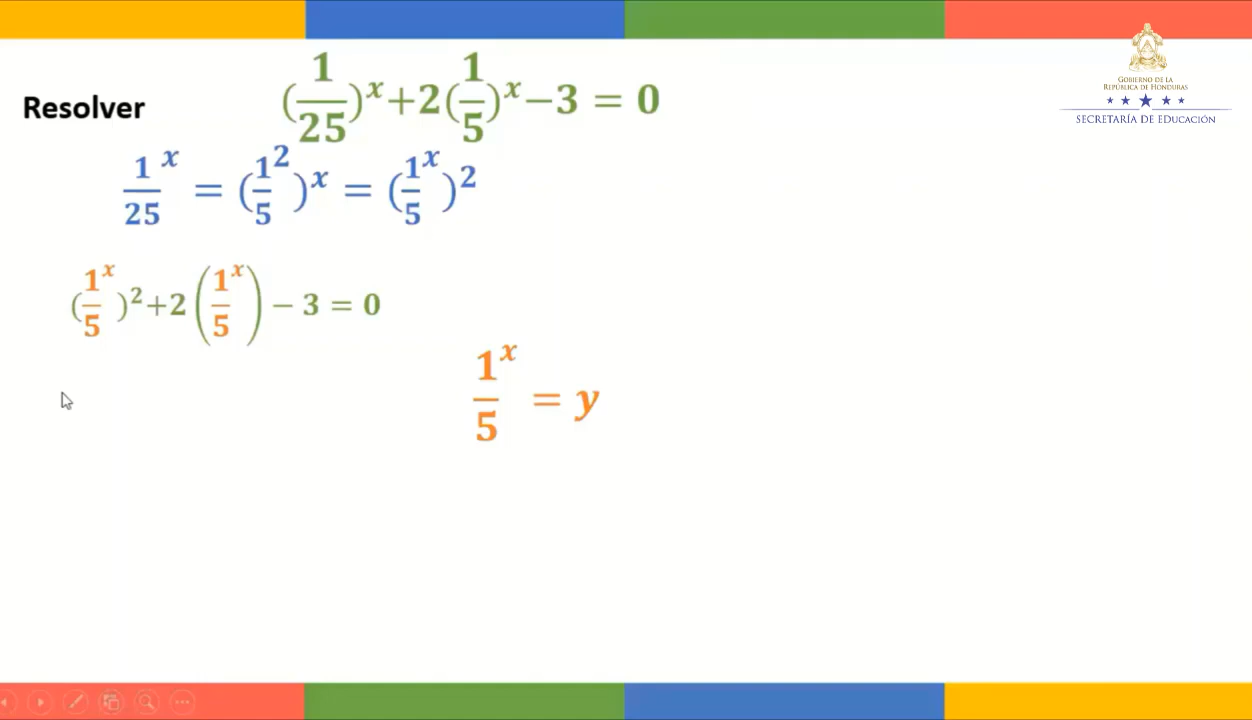 GOBIERNO DE LA
REPÚBLICA DE HONDURAS
SECRETARÍA DE EDUCACIÓN
Resolver (1/25)^x+2(1/5)^x−3 = 0
1/25^x = (1/5^2)^x = (1/5^x)^2
(1/5^x)^2+2(1/5^x) − 3 = 0
1/5^x = y